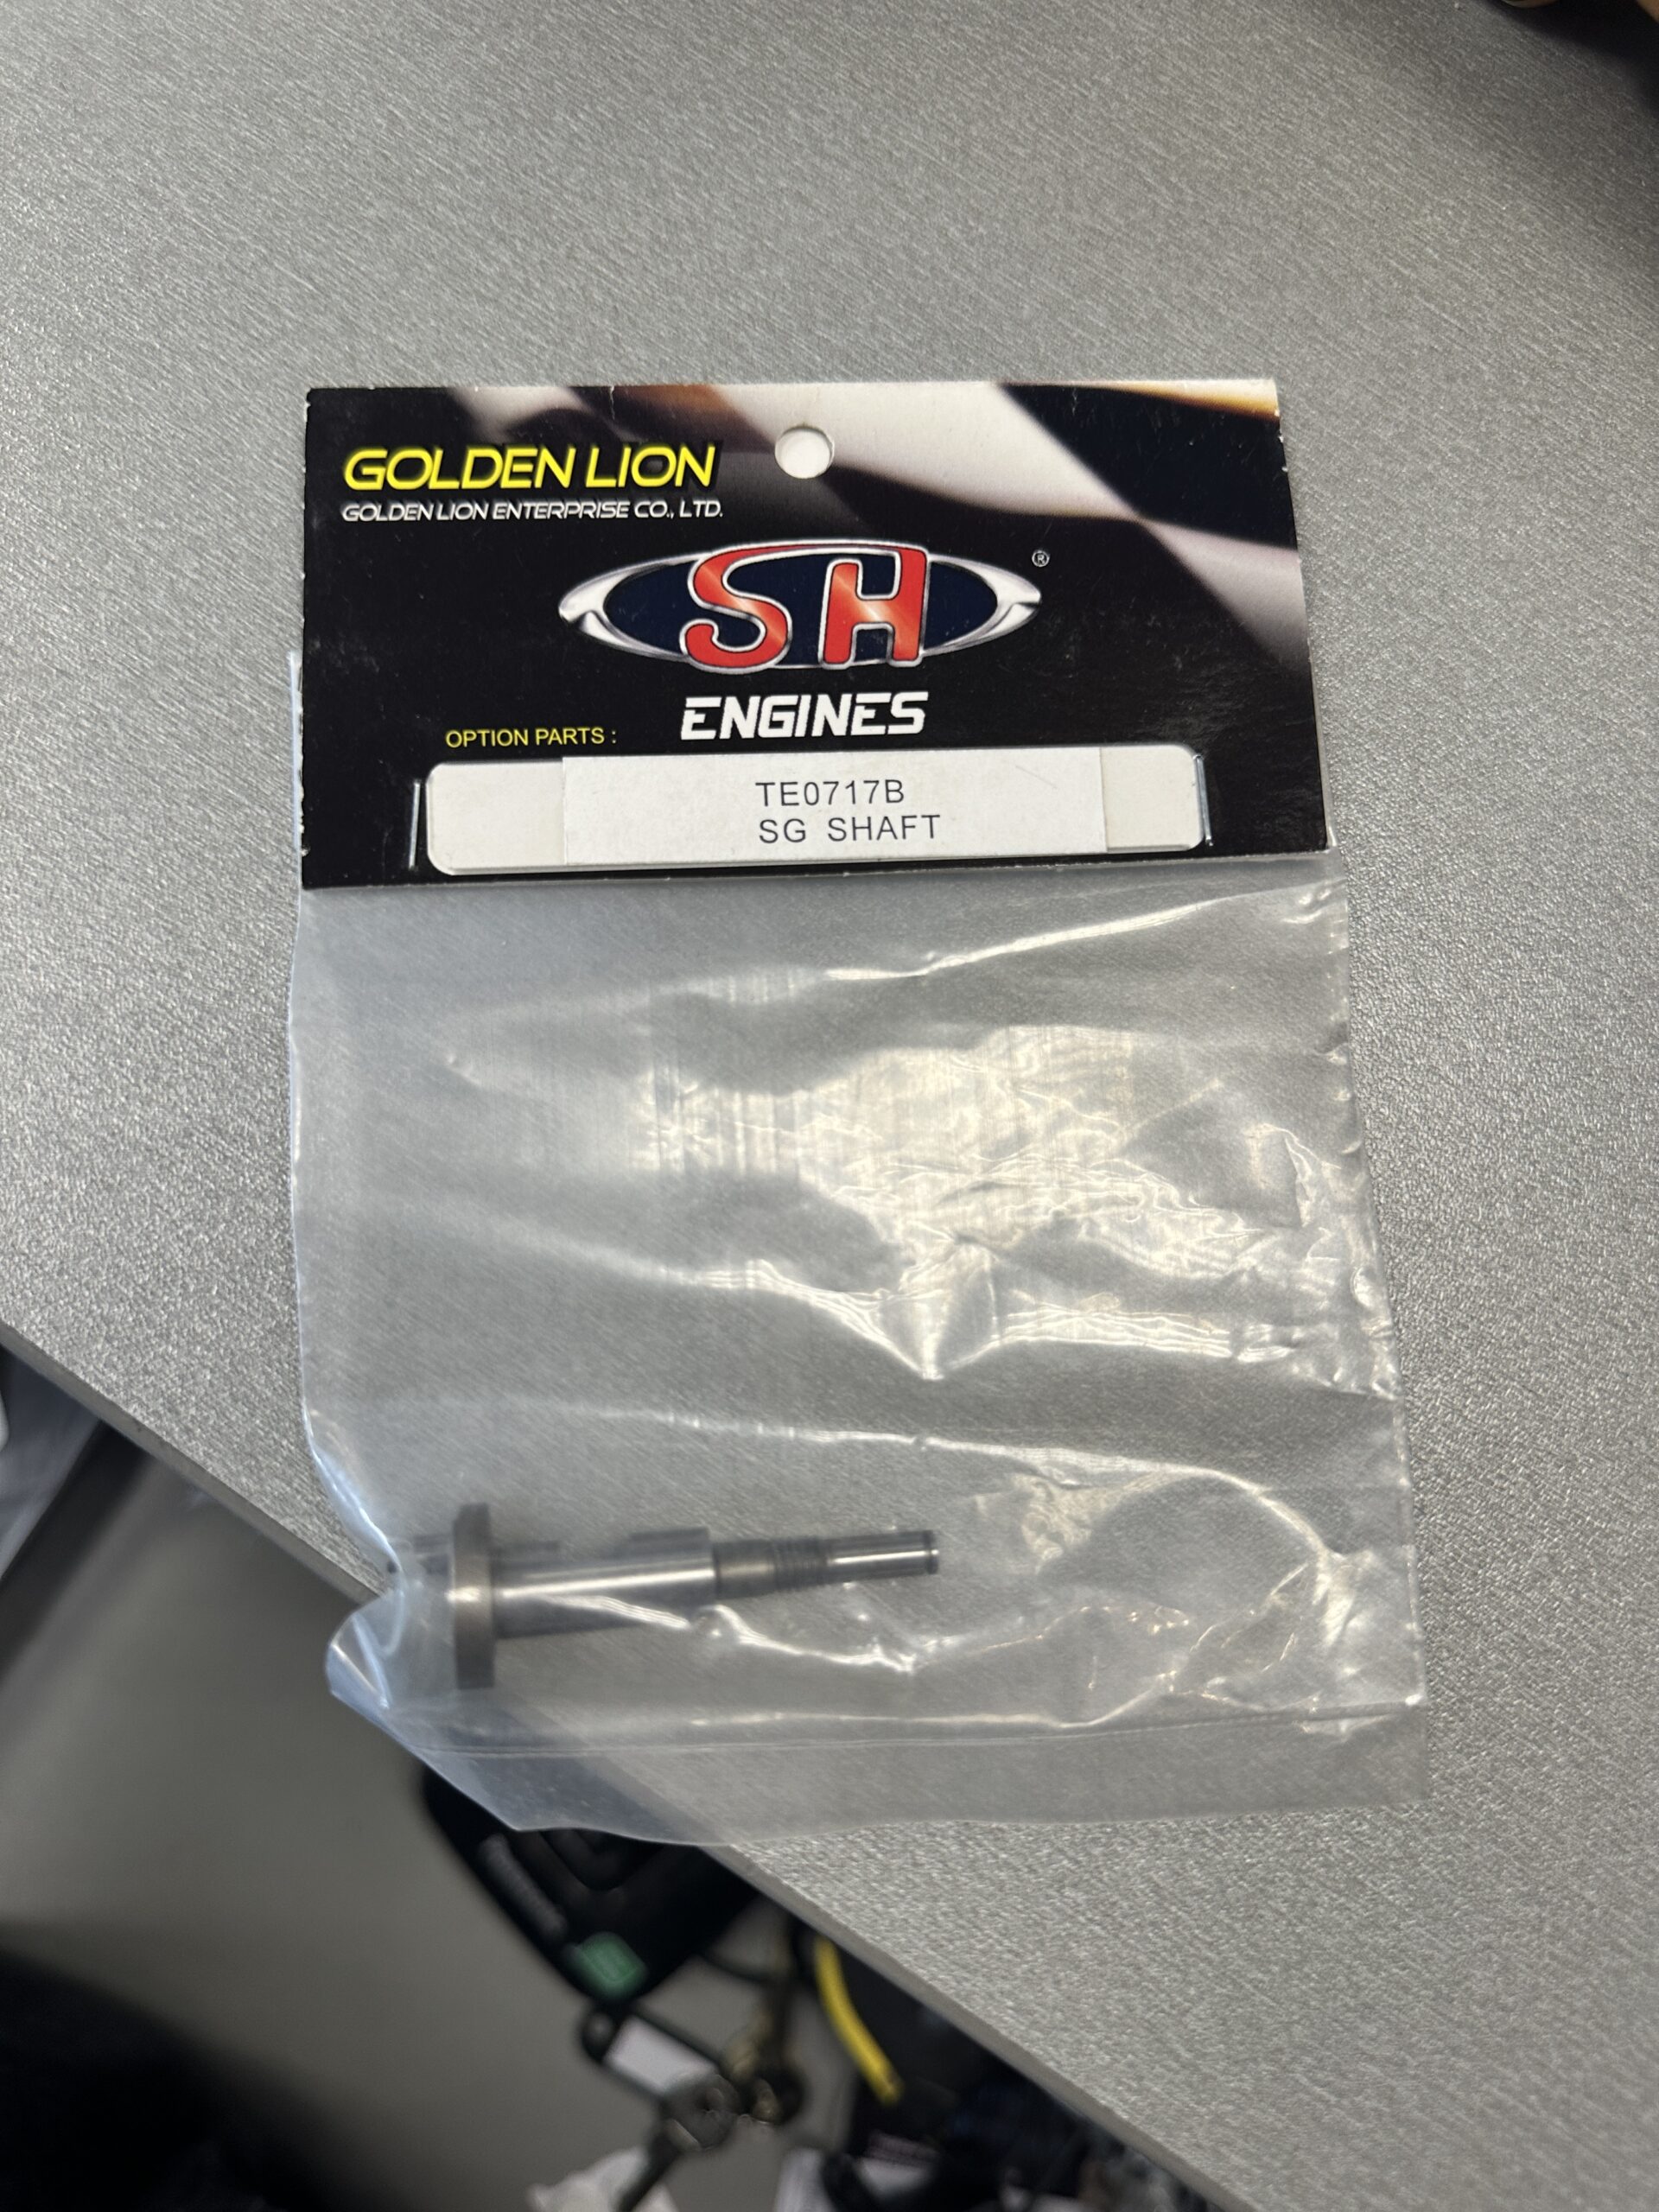 GOLDEN LION
GOLDEN LION ENTERPRISE CO., LTD.
SH ®
ENGINES
OPTION PARTS :
TE0717B
SG SHAFT